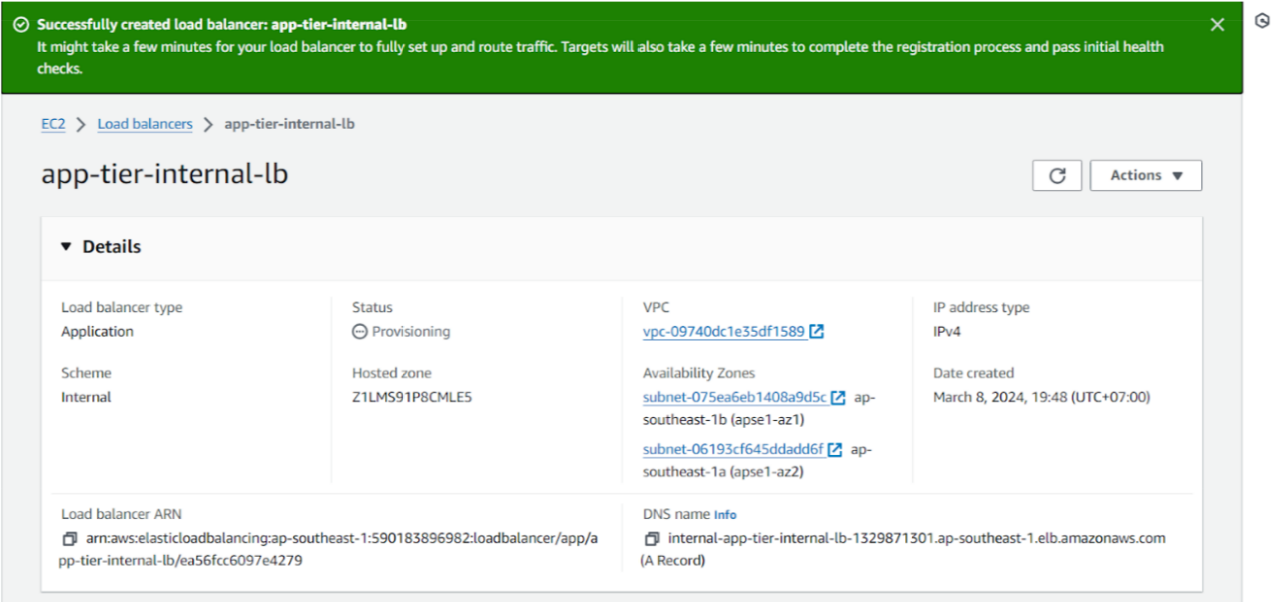 Successfully created load balancer: app-tier-internal-lb
It might take a few minutes for your load balancer to fully set up and route traffic. Targets will also take a few minutes to complete the registration process and pass initial health
checks.
EC2 > Load balancers > app-tier-internal-lb
app-tier-internal-lb
Actions
Details
Load balancer type
Application
Scheme
Internal
Status
Provisioning
Hosted zone
Z1LMS91P8CMLE5
VPC
vpc-09740dc1e35df1589
Availability Zones
subnet-075ea6eb1408a9d5c ap-
southeast-1b (apse1-az1)
subnet-06193cf645ddadd6f ap-
southeast-1a (apse1-az2)
IP address type
IPv4
Date created
March 8, 2024, 19:48 (UTC+07:00)
Load balancer ARN
arn:aws:elasticloadbalancing:ap-southeast-1:590183896982:loadbalancer/app/a
pp-tier-internal-lb/ea56fcc6097e4279
DNS name Info
internal-app-tier-internal-lb-1329871301.ap-southeast-1.elb.amazonaws.com
(A Record)